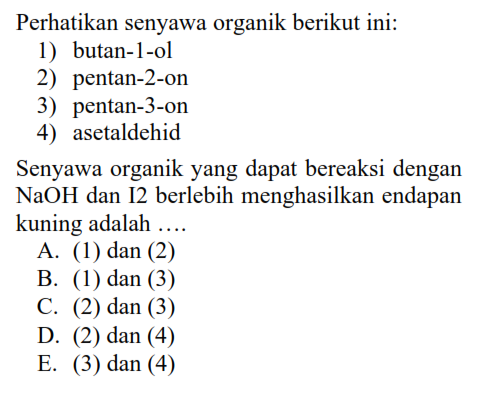 Perhatikan senyawa organik berikut ini:
1) butan-1-ol
2) pentan-2-on
3) pentan-3-on
4) asetaldehid
Senyawa organik yang dapat bereaksi dengan
NaOH dan I2 berlebih menghasilkan endapan
kuning adalah ....
A. (1) dan (2)
B. (1) dan (3)
C. (2) dan (3)
D. (2) dan (4)
E. (3) dan (4)